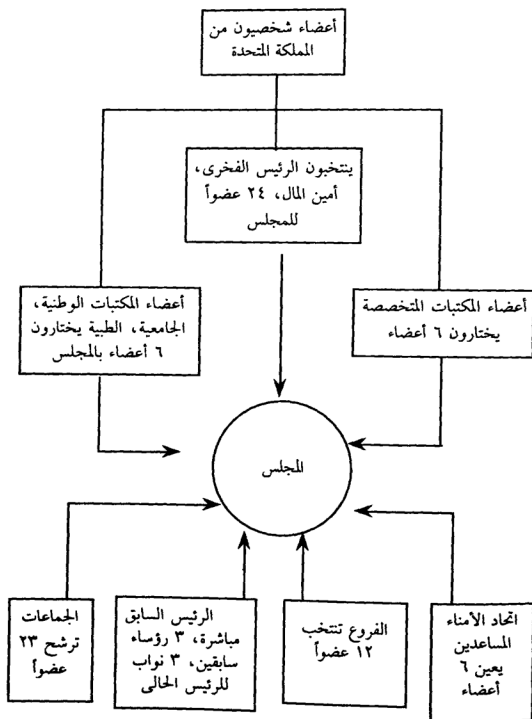 أعضاء شخصيون من
المملكة المتحدة
ينتخبون الرئيس الفخرى،
أمين المال، ٢٤ عضواً
للمجلس
أعضاء المكتبات المتخصصة
يختارون ٦ أعضاء
أعضاء المكتبات الوطنية،
الجامعية، الطبية يختارون
٦ أعضاء بالمجلس
المجلس
اتحاد الأمناء
المساعدين
يعين ٦
أعضاء
الفروع تنتخب
١٢ عضواً
الرئيس السابق
مباشرة، ٣ رؤساء
سابقين، ٣ نواب
للرئيس الحالى
الجماعات
ترشح ٢٣
عضواً